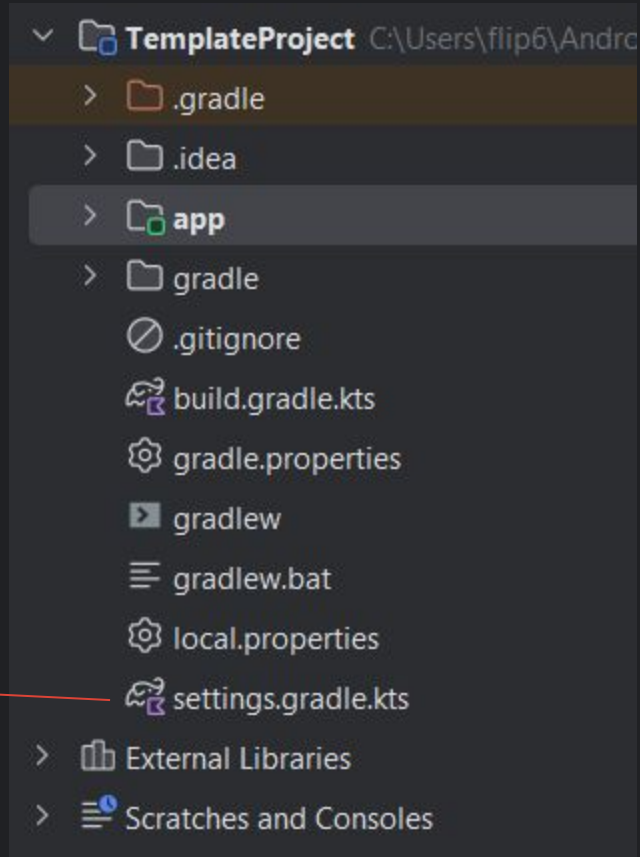 TemplateProject C:\Users\flip6\Andro
.gradle
.idea
app
gradle
.gitignore
build.gradle.kts
gradle.properties
gradlew
gradlew.bat
local.properties
settings.gradle.kts
External Libraries
Scratches and Consoles